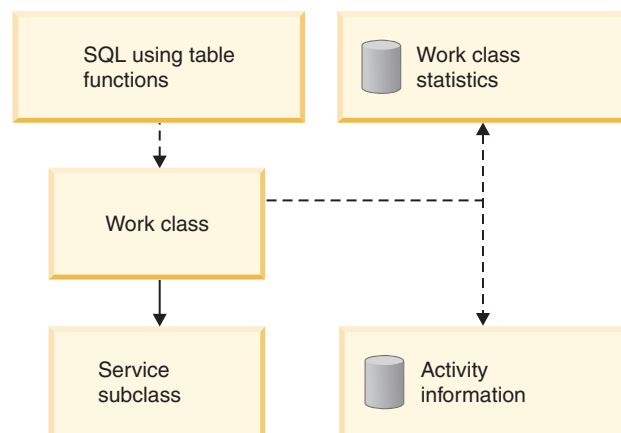 SQL using table
functions
Work class
statistics
Work class
Service
subclass
Activity
information